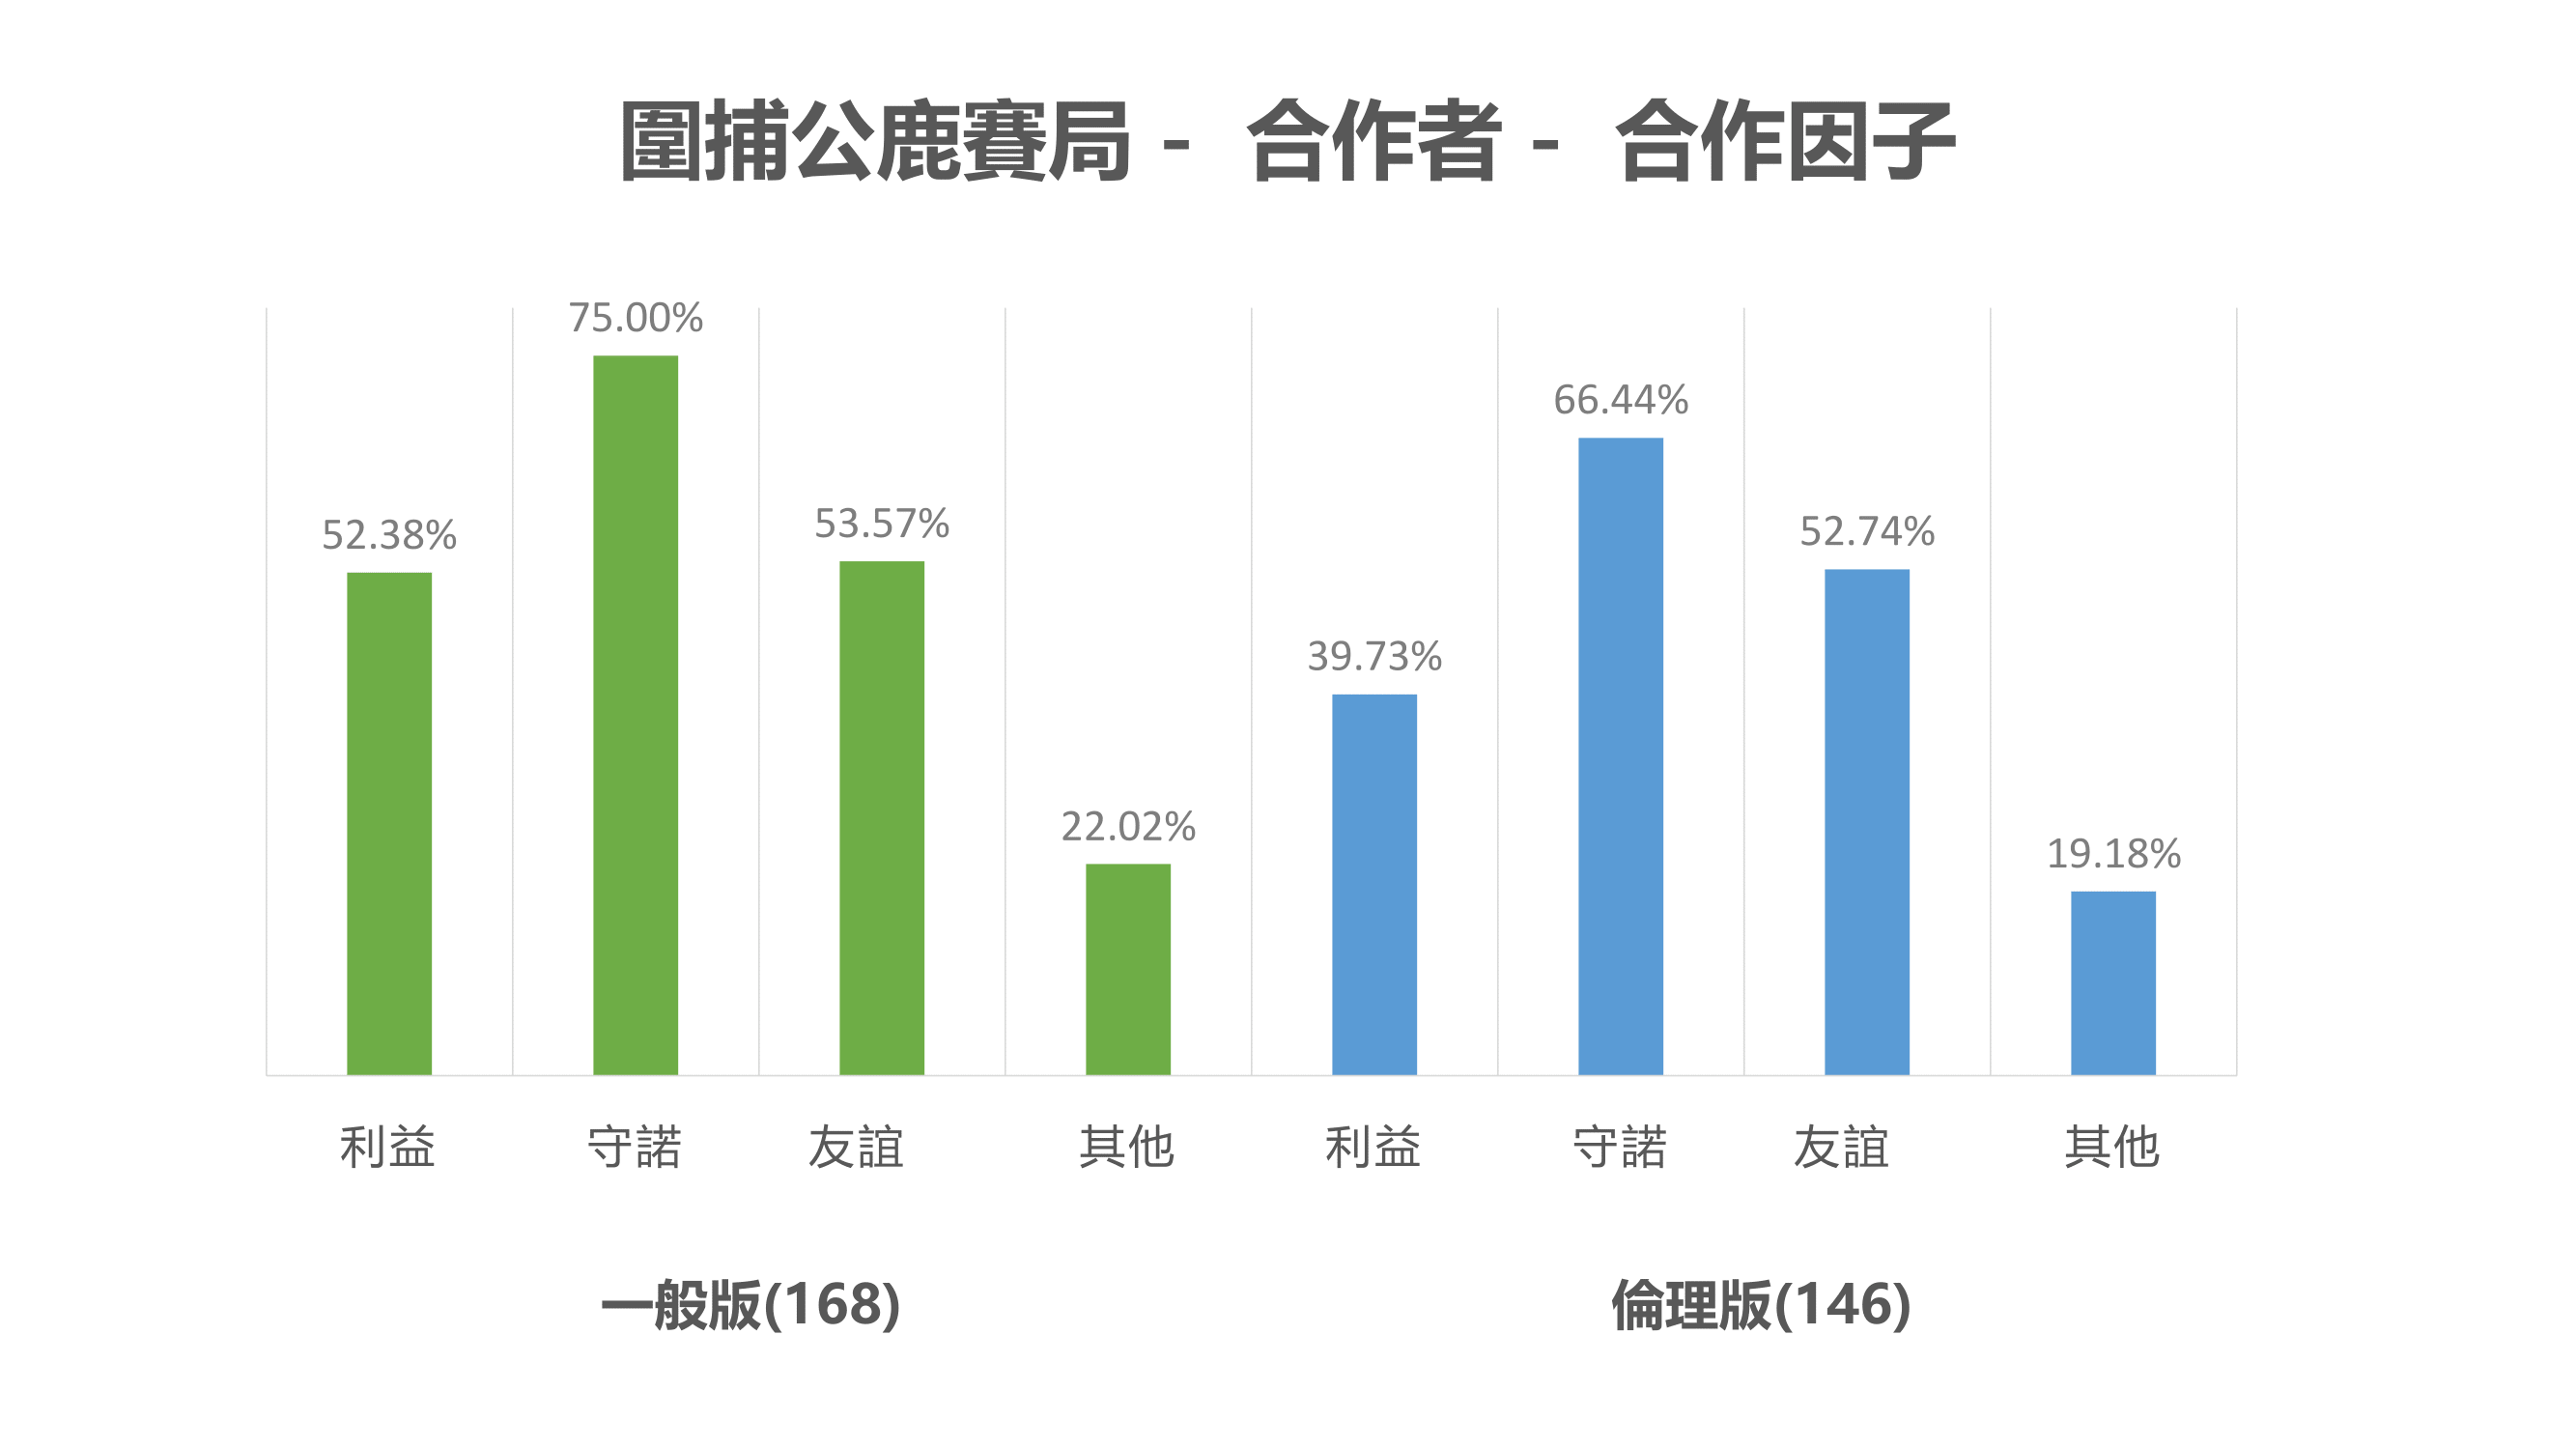 圖捕公鹿賽局 - 合作者 - 合作因子
75.00%
66.44%
52.38%
53.57%
52.74%
39.73%
22.02%
19.18%
利益 守諾 友誼 其他 利益 守諾 友誼 其他
一般版(168) 倫理版(146)